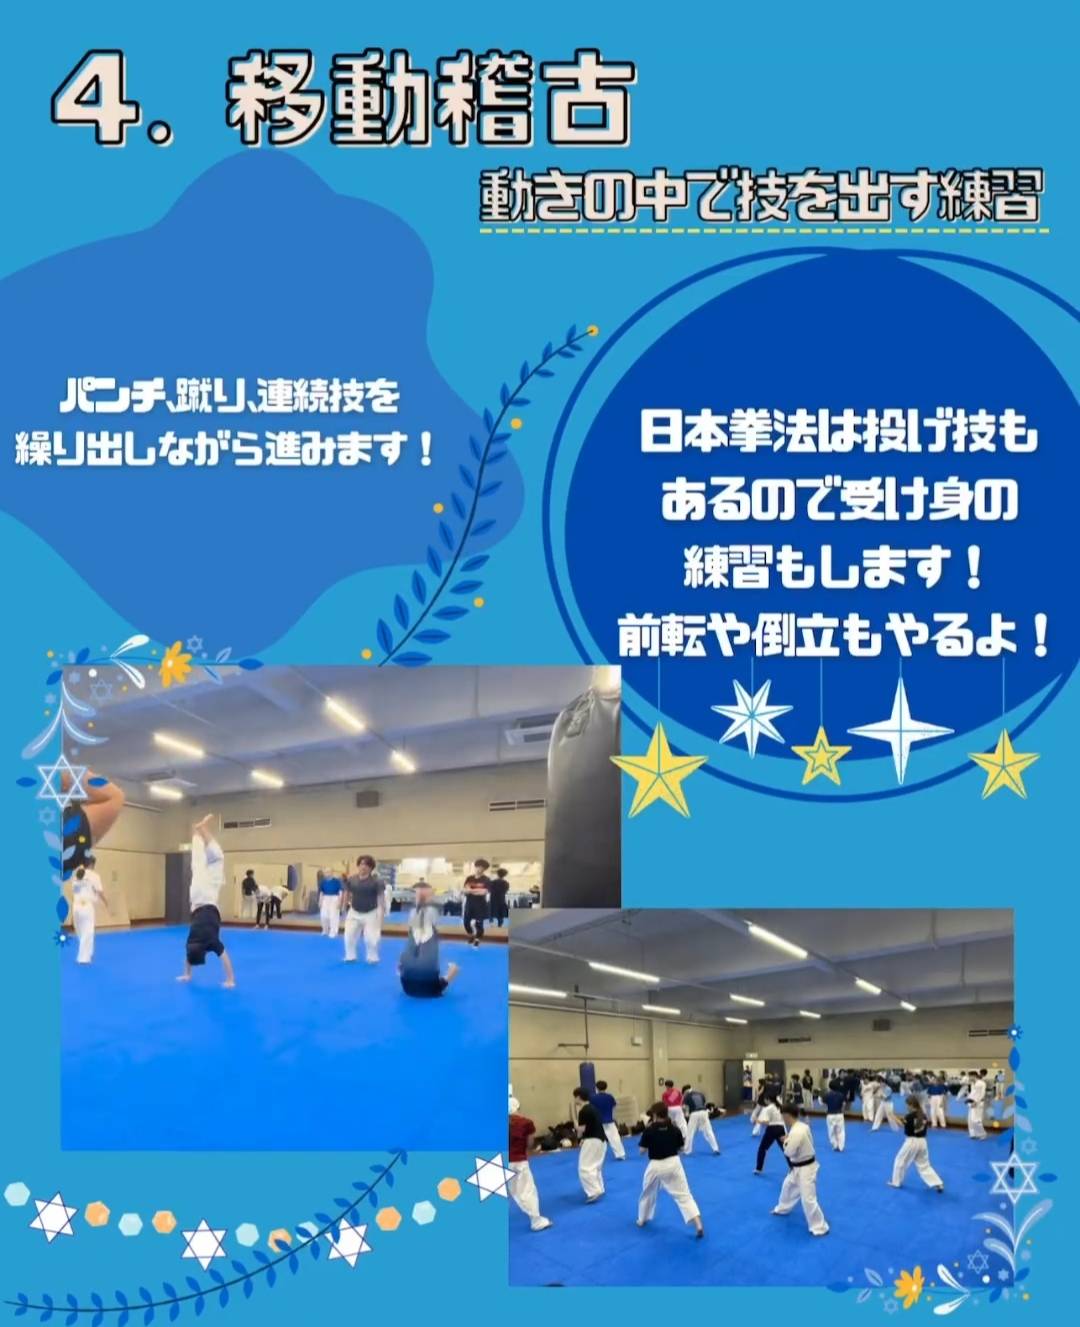 4. 移動稽古
動きの中で技を出す練習
パンチ、蹴り、連続技を
繰り出しながら進みます！
日本拳法は投げ技も
あるので受け身の
練習もします！
前転や倒立もやるよ！